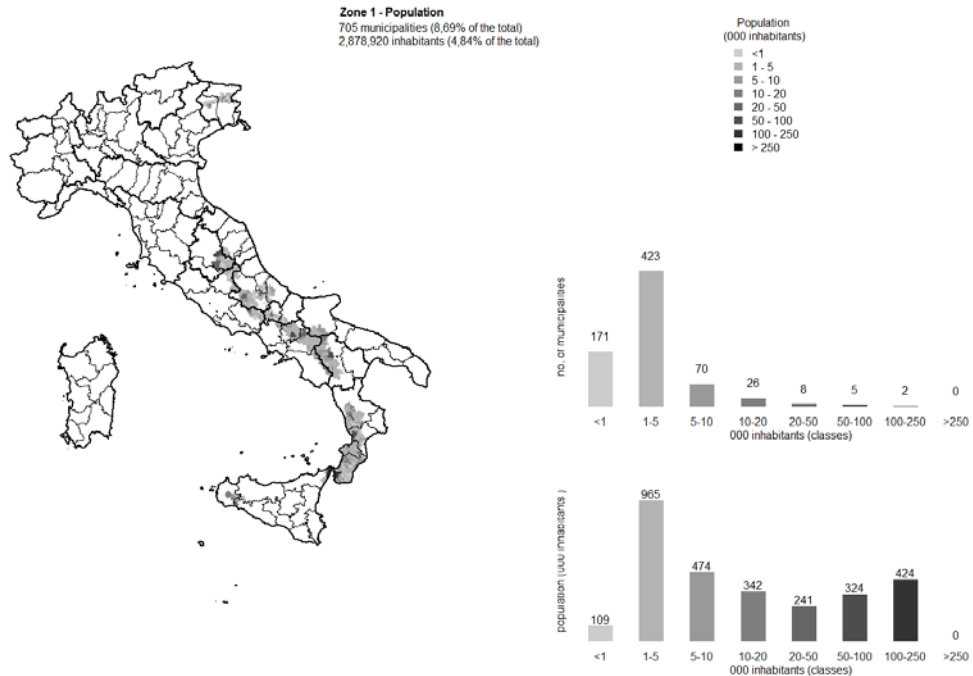 Zone 1 - Population
705 municipalities (8,69% of the total)
2,878,920 inhabitants (4,84% of the total)
Population
(000 inhabitants)
<1
1 - 5
5 - 10
10 - 20
20 - 50
50 - 100
100 - 250
> 250
no. of municipalities
171
423
70
26
8
5
2
0
<1
1-5
5-10
10-20
20-50
50-100
100-250
>250
000 inhabitants (classes)
population (000 inhabitants )
109
965
474
342
241
324
424
0
<1
1-5
5-10
10-20
20-50
50-100
100-250
>250
000 inhabitants (classes)